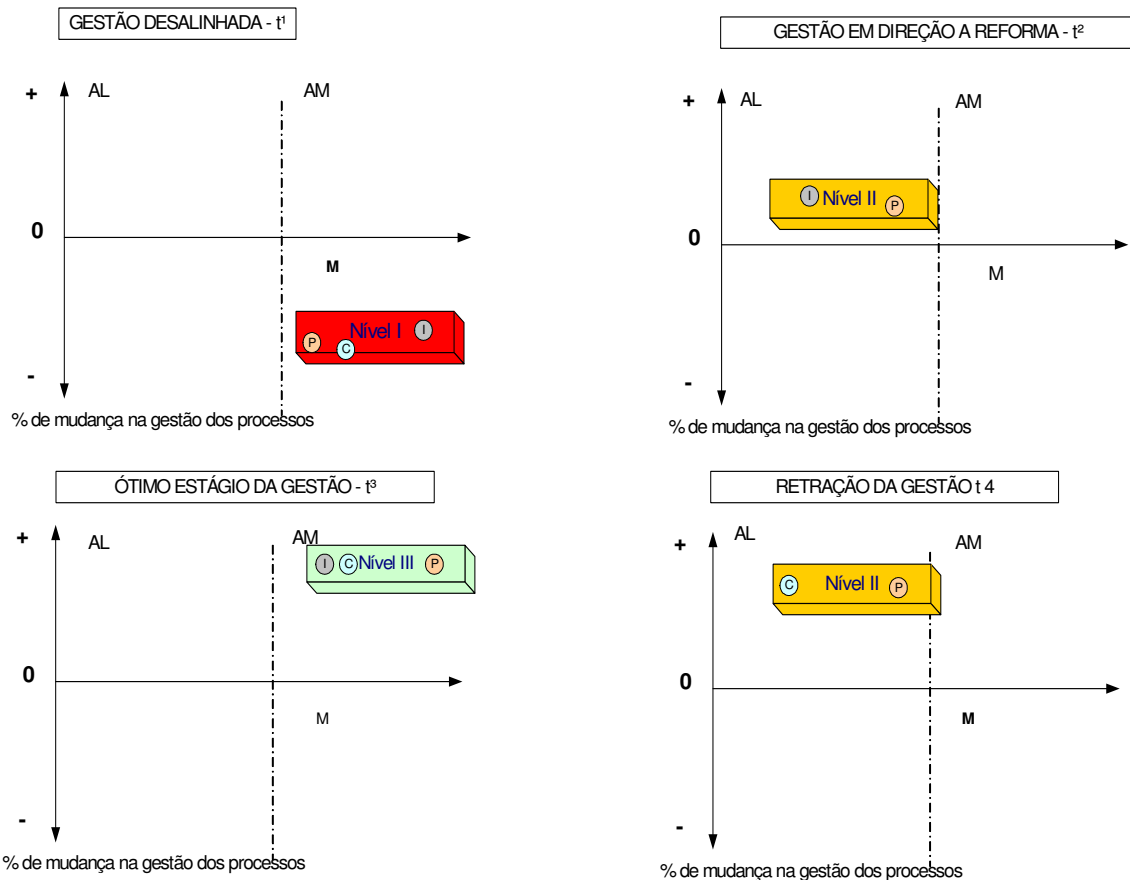 GESTÃO DESALINHADA - t¹
+
AL
AM
0
M
Nível I
I
P
C
-
% de mudança na gestão dos processos
GESTÃO EM DIREÇÃO A REFORMA - t²
+
AL
AM
I
Nível II
P
0
M
-
% de mudança na gestão dos processos
ÓTIMO ESTÁGIO DA GESTÃO - t³
+
AL
AM
I
C
Nível III
P
0
M
-
% de mudança na gestão dos processos
RETRAÇÃO DA GESTÃO t 4
+
AL
AM
C
Nível II
P
0
M
-
% de mudança na gestão dos processos